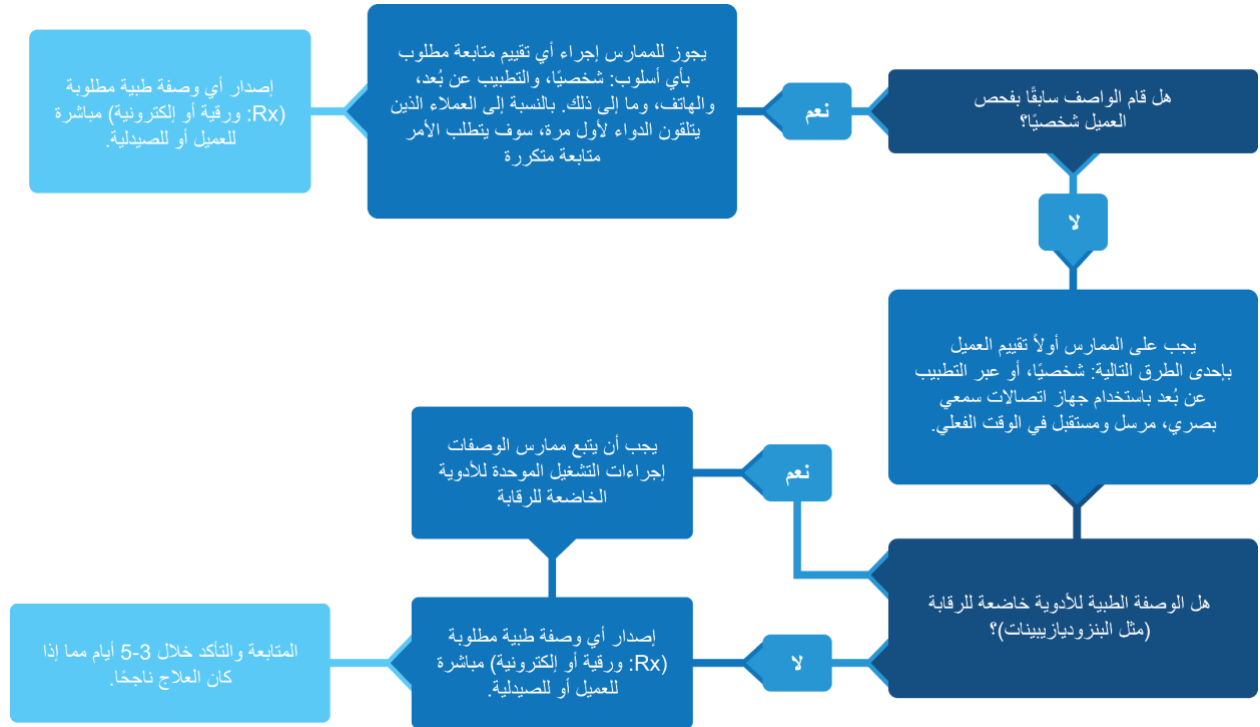 هل قام الواصف سابقًا بفحص
العميل شخصيًا؟
نعم
يجوز للممارس إجراء أي تقييم متابعة مطلوب
بأي أسلوب: شخصيًا، والتطبيب عن بُعد،
والهاتف، وما إلى ذلك. بالنسبة إلى العملاء الذين
يتلقون الدواء لأول مرة، سوف يتطلب الأمر
متابعة متكررة
إصدار أي وصفة طبية مطلوبة
(Rx: ورقية أو إلكترونية) مباشرة
للعميل أو للصيدلية.
لا
يجب على الممارس أولاً تقييم العميل
بإحدى الطرق التالية: شخصيًا، أو عبر التطبيب
عن بُعد باستخدام جهاز اتصالات سمعي
بصري، مرسل ومستقبل في الوقت الفعلي.
هل الوصفة الطبية للأدوية خاضعة للرقابة
(مثل البنزوديازيبينات)؟
نعم
يجب أن يتبع ممارس الوصفات
إجراءات التشغيل الموحدة للأدوية
الخاضعة للرقابة
لا
إصدار أي وصفة طبية مطلوبة
(Rx: ورقية أو إلكترونية) مباشرة
للعميل أو للصيدلية.
المتابعة والتأكد خلال 3-5 أيام مما إذا
كان العلاج ناجحًا.